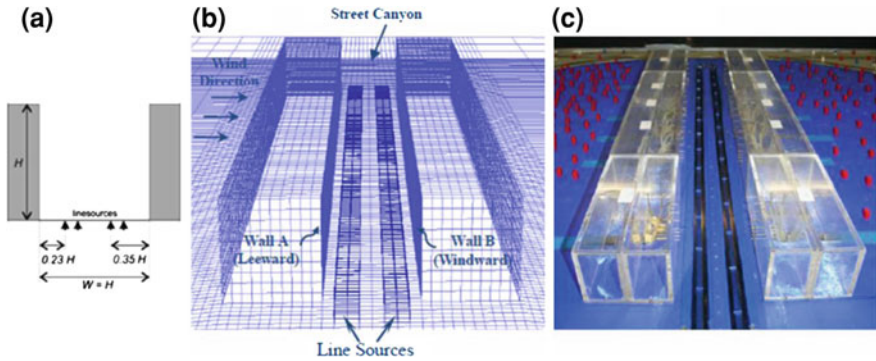 (a)
H
linesources
0.23 H
0.35 H
W = H
(b)
Street Canyon
Wind
Direction
Wall A
(Leeward)
Wall B
(Windward)
Line Sources
(c)